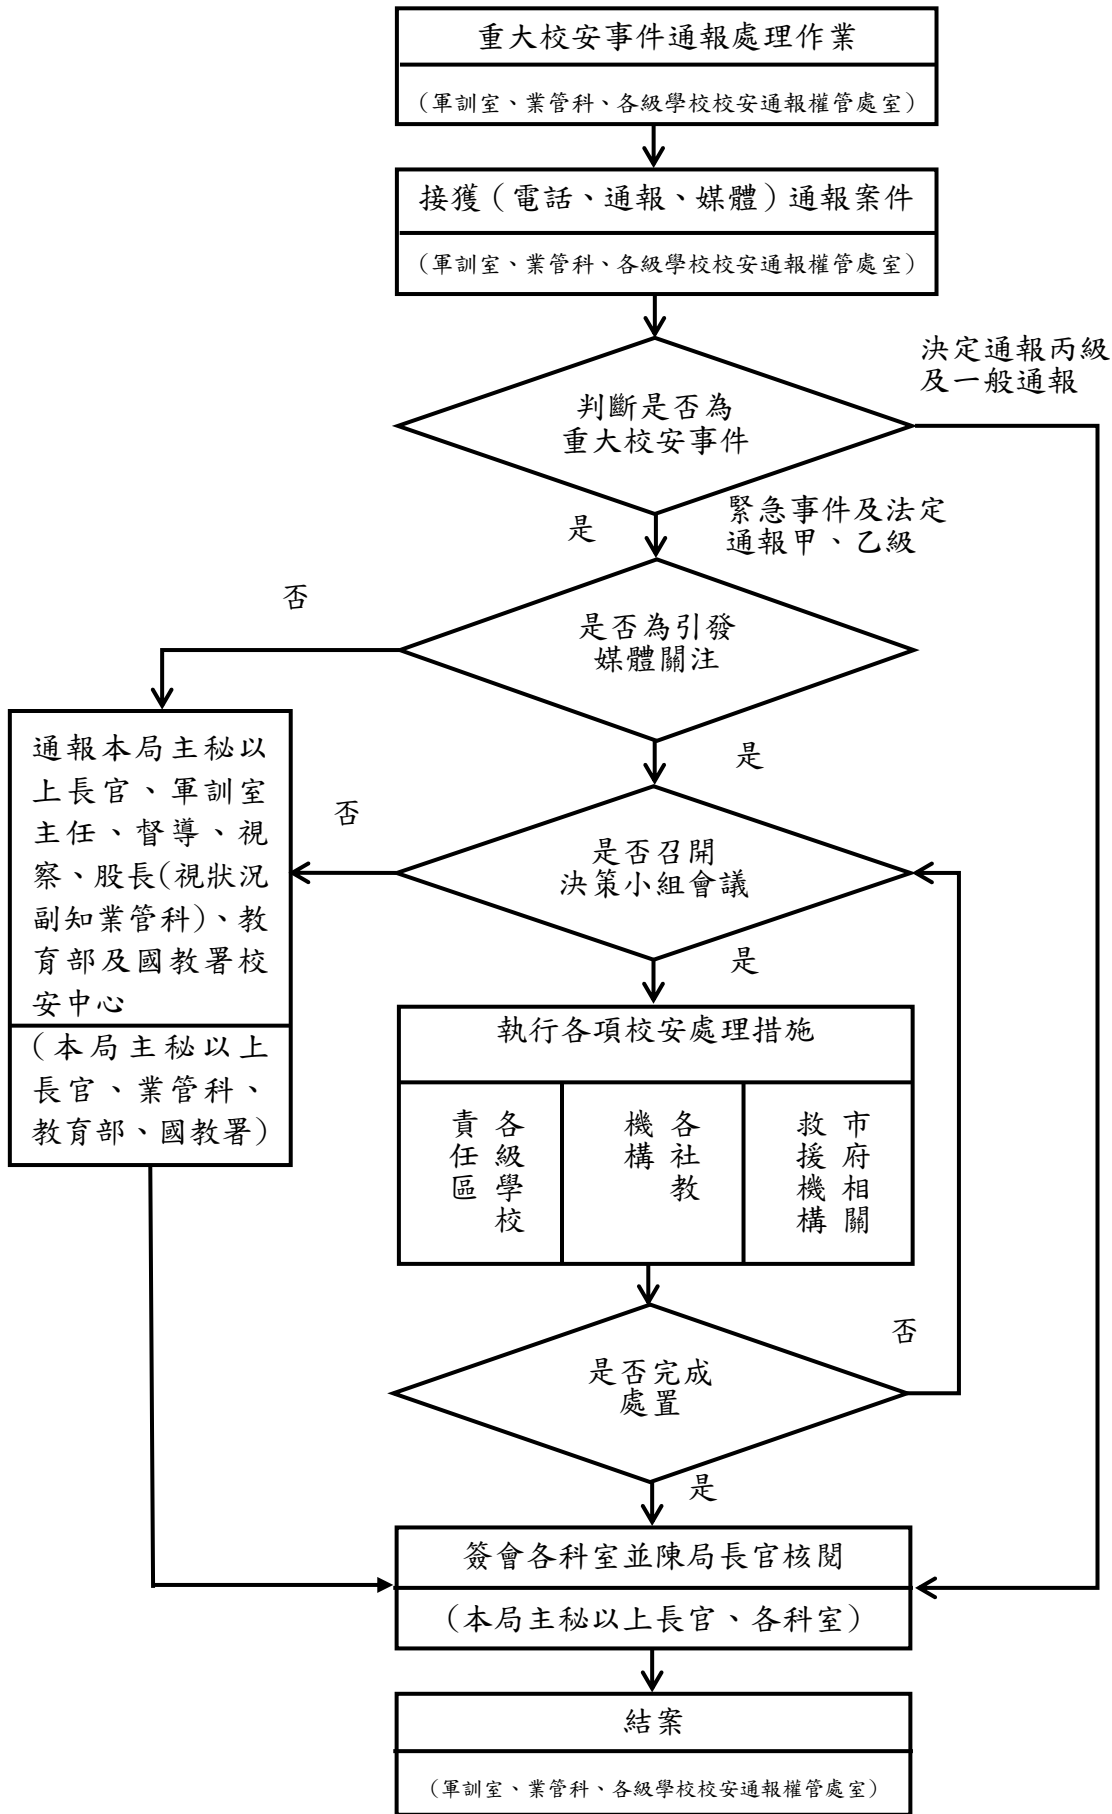 重大校安事件通報處理作業
（軍訓室、業管科、各級學校校安通報權管處室）
接獲（電話、通報、媒體）通報案件
（軍訓室、業管科、各級學校校安通報權管處室）
決定通報丙級
及一般通報
判斷是否為
重大校安事件
是
緊急事件及法定
通報甲、乙級
否
是否為引發
媒體關注
是
通報本局主秘以
上長官、軍訓室
主任、督導、視
察、股長(視狀況
副知業管科)、教
育部及國教署校
安中心
（本局主秘以上
長官、業管科、
教育部、國教署）
否
是否召開
決策小組會議
是
執行各項校安處理措施
各級學校
責任區
各社教
機構
市府相關
救援機構
否
是否完成
處置
是
簽會各科室並陳局長官核閱
（本局主秘以上長官、各科室）
結案
（軍訓室、業管科、各級學校校安通報權管處室）